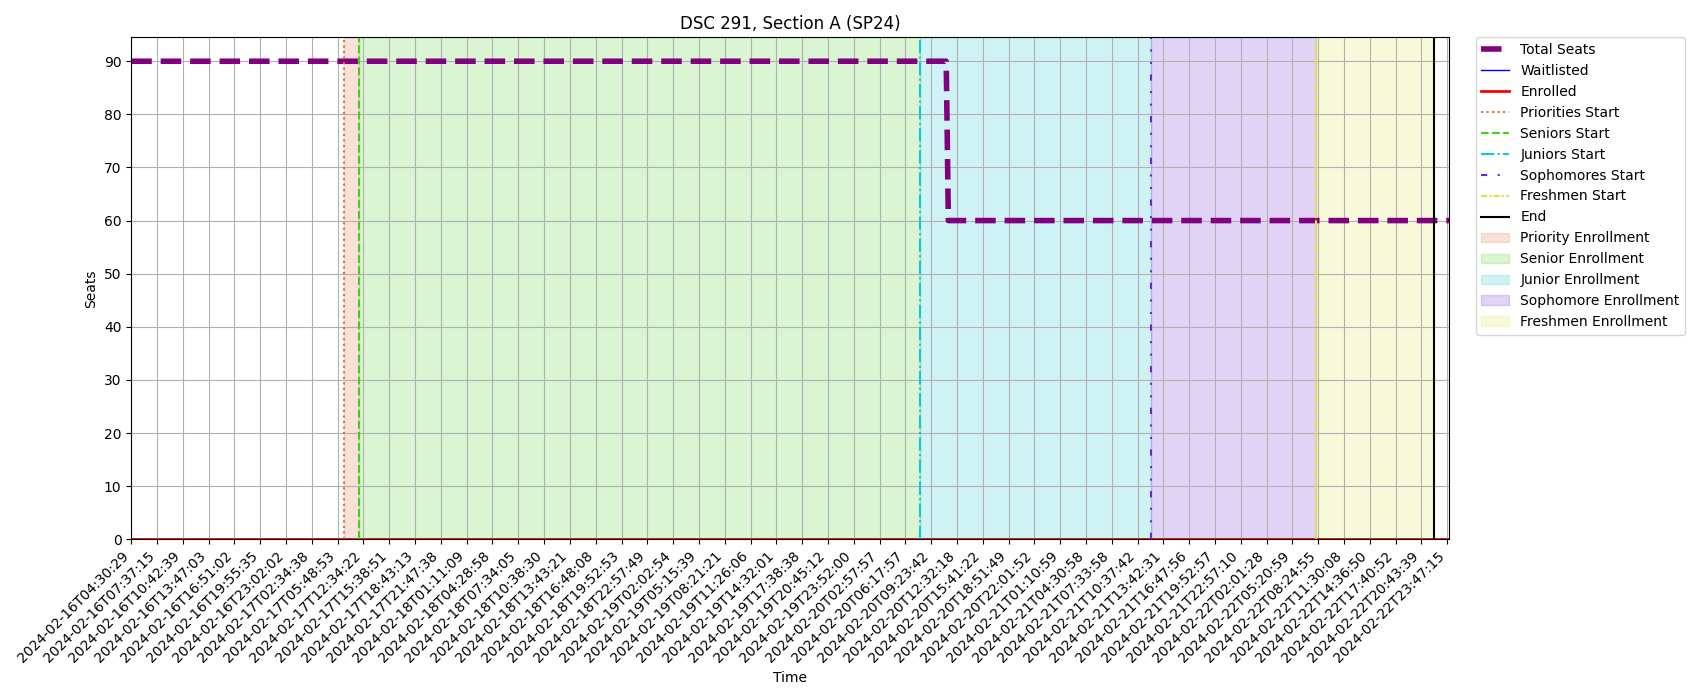 DSC 291, Section A (SP24)
Seats
90
80
70
60
50
40
30
20
10
0
2024-02-16T04:30:29
2024-02-16T07:37:15
2024-02-16T10:42:39
2024-02-16T13:47:03
2024-02-16T16:51:02
2024-02-16T19:55:35
2024-02-16T23:02:02
2024-02-17T02:34:38
2024-02-17T05:48:53
2024-02-17T12:34:22
2024-02-17T15:38:51
2024-02-17T18:43:13
2024-02-17T21:47:38
2024-02-18T01:11:09
2024-02-18T04:28:58
2024-02-18T07:34:05
2024-02-18T10:38:30
2024-02-18T13:43:21
2024-02-18T16:48:08
2024-02-18T19:52:53
2024-02-18T22:57:49
2024-02-19T02:02:54
2024-02-19T05:15:39
2024-02-19T08:21:21
2024-02-19T11:26:06
2024-02-19T14:32:01
2024-02-19T17:38:38
2024-02-19T20:45:12
2024-02-19T23:52:00
2024-02-20T02:57:57
2024-02-20T06:17:57
2024-02-20T09:23:42
2024-02-20T12:32:18
2024-02-20T15:41:22
2024-02-20T18:51:49
2024-02-20T22:01:52
2024-02-21T01:10:59
2024-02-21T04:30:58
2024-02-21T07:33:58
2024-02-21T10:37:42
2024-02-21T13:42:31
2024-02-21T16:47:56
2024-02-21T19:52:57
2024-02-21T22:57:10
2024-02-22T02:01:28
2024-02-22T05:20:59
2024-02-22T08:24:55
2024-02-22T11:30:08
2024-02-22T14:36:50
2024-02-22T17:40:52
2024-02-22T20:43:39
2024-02-22T23:47:15
Time
Total Seats
Waitlisted
Enrolled
Priorities Start
Seniors Start
Juniors Start
Sophomores Start
Freshmen Start
End
Priority Enrollment
Senior Enrollment
Junior Enrollment
Sophomore Enrollment
Freshmen Enrollment